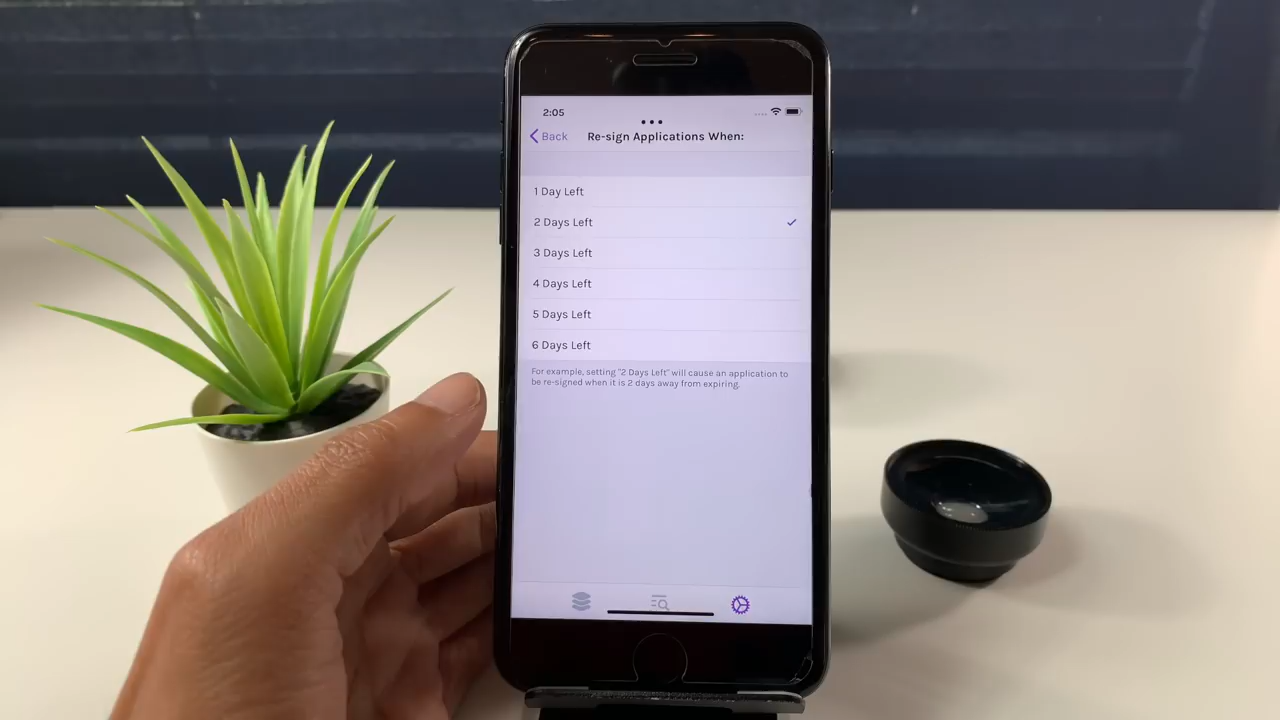 2:05
Back
Re-sign Applications When:
1 Day Left
2 Days Left
3 Days Left
4 Days Left
5 Days Left
6 Days Left
For example, setting "2 Days Left" will cause an application to
be re-signed when it is 2 days away from expiring.